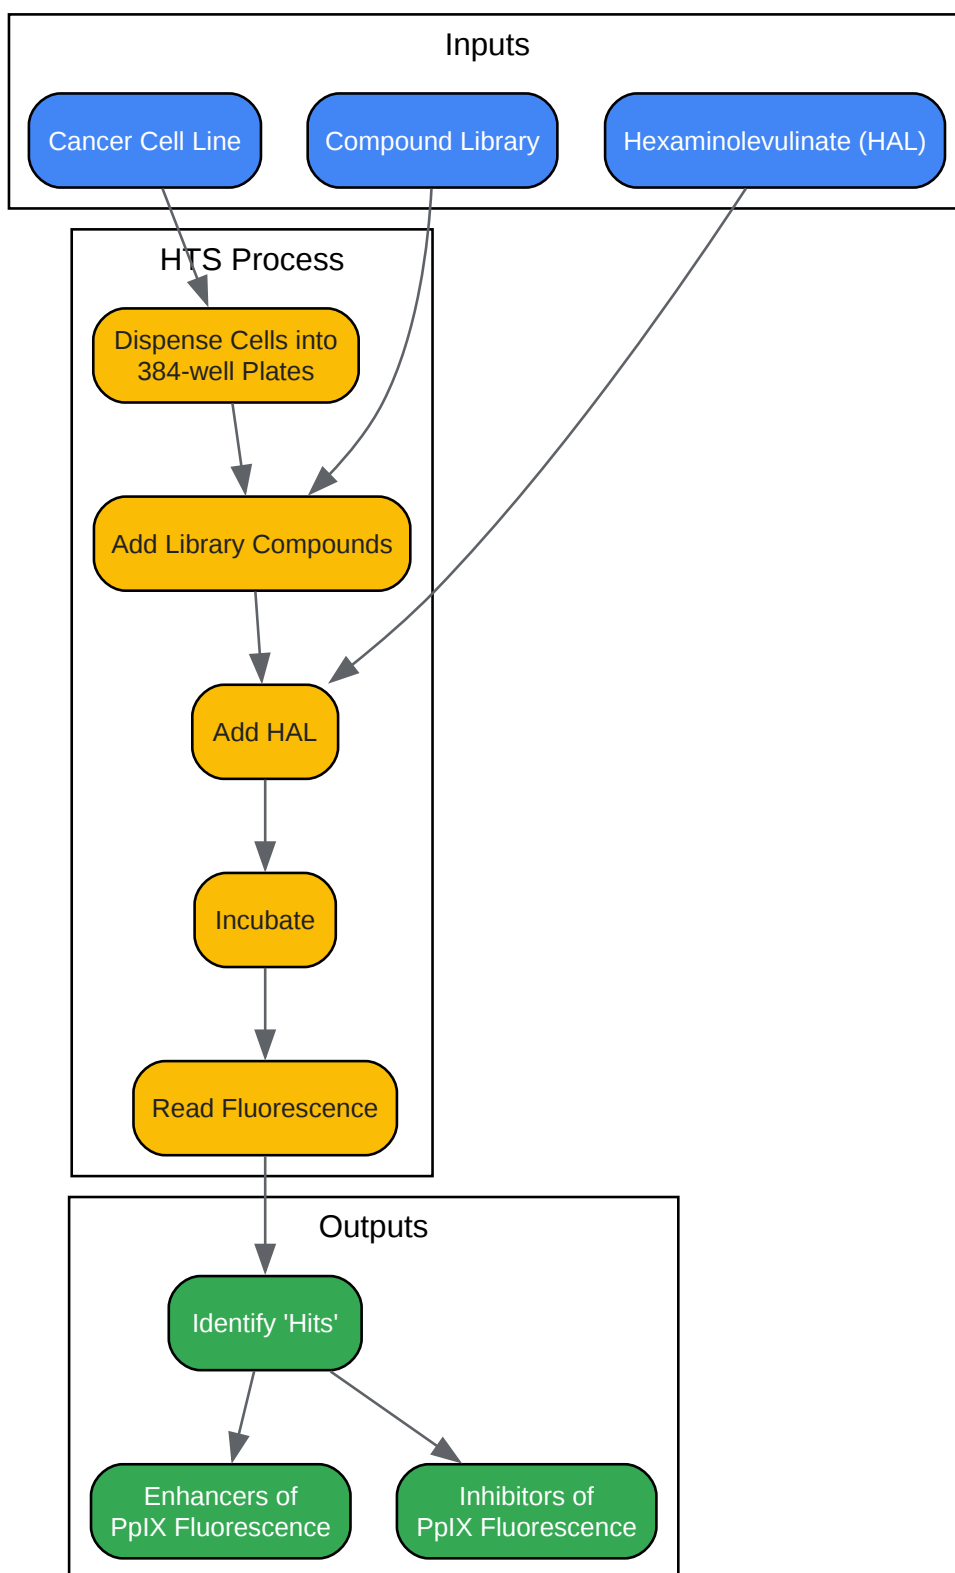 Inputs
Cancer Cell Line
Compound Library
Hexaminolevulinate (HAL)
HTS Process
Dispense Cells into
384-well Plates
Add Library Compounds
Add HAL
Incubate
Read Fluorescence
Outputs
Identify 'Hits'
Enhancers of
PpIX Fluorescence
Inhibitors of
PpIX Fluorescence